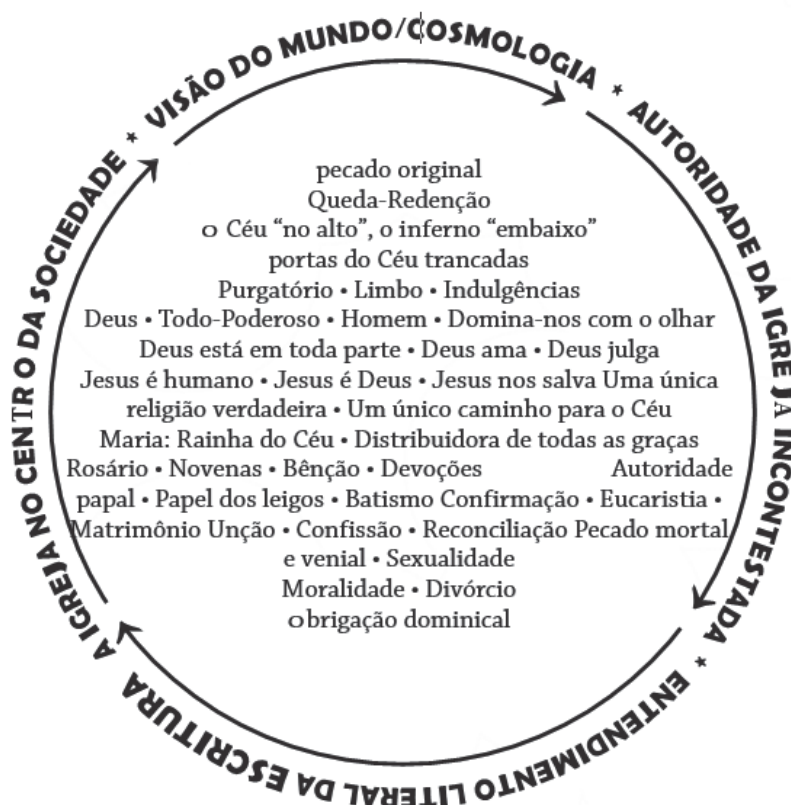 VISÃO DO MUNDO/COSMOLOGIA * AUTORIDADE DA IGREJA INCONTESTADA * ENTENDIMENTO LITERAL DA ESCRITURA A IGREJA NO CENTRO DA SOCIEDADE *
pecado original
Queda-Redenção
o Céu “no alto”, o inferno “embaixo”
portas do Céu trancadas
Purgatório • Limbo • Indulgências
Deus • Todo-Poderoso • Homem • Domina-nos com o olhar
Deus está em toda parte • Deus ama • Deus julga
Jesus é humano • Jesus é Deus • Jesus nos salva Uma única
religião verdadeira • Um único caminho para o Céu
Maria: Rainha do Céu • Distribuidora de todas as graças
Rosário • Novenas • Bênção • Devoções Autoridade
papal • Papel dos leigos • Batismo Confirmação • Eucaristia •
Matrimônio Unção • Confissão • Reconciliação Pecado mortal
e venial • Sexualidade
Moralidade • Divórcio
obrigação dominical